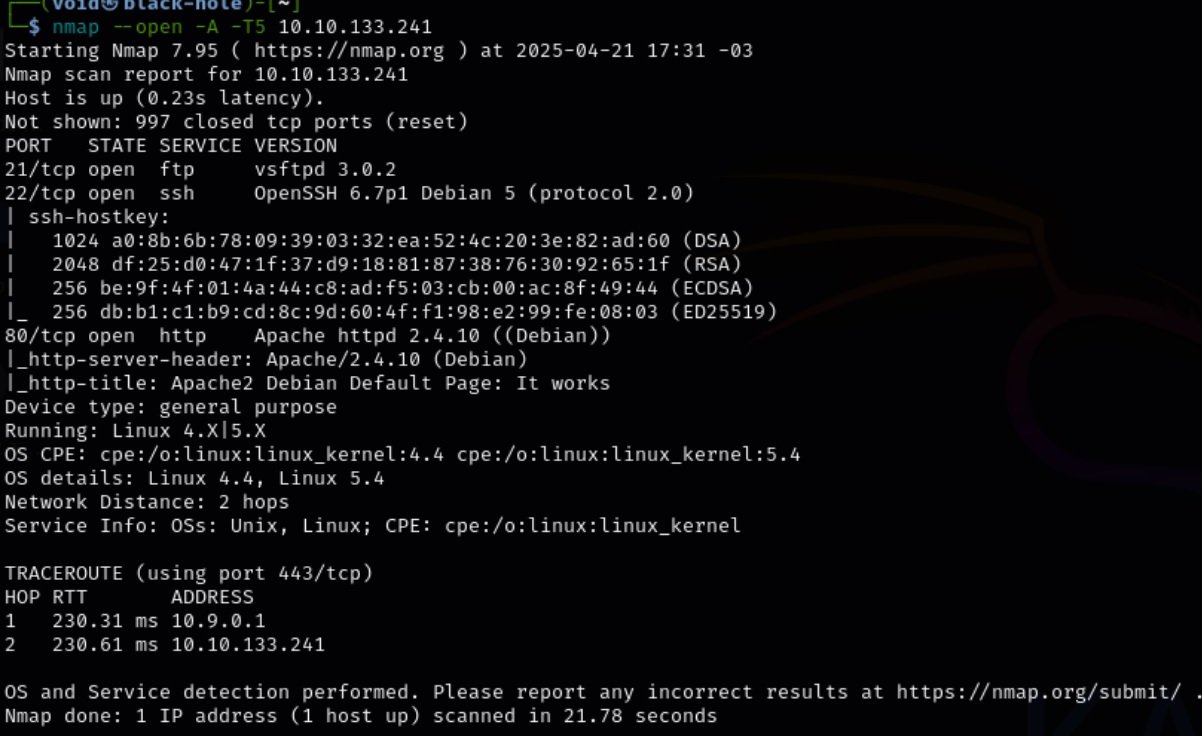 (void㉿black-hole)-[~]
└─$ nmap --open -A -T5 10.10.133.241
Starting Nmap 7.95 ( https://nmap.org ) at 2025-04-21 17:31 -03
Nmap scan report for 10.10.133.241
Host is up (0.23s latency).
Not shown: 997 closed tcp ports (reset)
PORT   STATE SERVICE VERSION
21/tcp open  ftp     vsftpd 3.0.2
22/tcp open  ssh     OpenSSH 6.7p1 Debian 5 (protocol 2.0)
| ssh-hostkey:
|   1024 a0:8b:6b:78:09:39:03:32:ea:52:4c:20:3e:82:ad:60 (DSA)
|   2048 df:25:d0:47:1f:37:d9:18:81:87:38:76:30:92:65:1f (RSA)
|   256 be:9f:4f:01:4a:44:c8:ad:f5:03:cb:00:ac:8f:49:44 (ECDSA)
|_  256 db:b1:c1:b9:cd:8c:9d:60:4f:f1:98:e2:99:fe:08:03 (ED25519)
80/tcp open  http    Apache httpd 2.4.10 ((Debian))
|_http-server-header: Apache/2.4.10 (Debian)
|_http-title: Apache2 Debian Default Page: It works
Device type: general purpose
Running: Linux 4.X|5.X
OS CPE: cpe:/o:linux:linux_kernel:4.4 cpe:/o:linux:linux_kernel:5.4
OS details: Linux 4.4, Linux 5.4
Network Distance: 2 hops
Service Info: OSs: Unix, Linux; CPE: cpe:/o:linux:linux_kernel
TRACEROUTE (using port 443/tcp)
HOP RTT       ADDRESS
1   230.31 ms 10.9.0.1
2   230.61 ms 10.10.133.241
OS and Service detection performed. Please report any incorrect results at https://nmap.org/submit/ .
Nmap done: 1 IP address (1 host up) scanned in 21.78 seconds